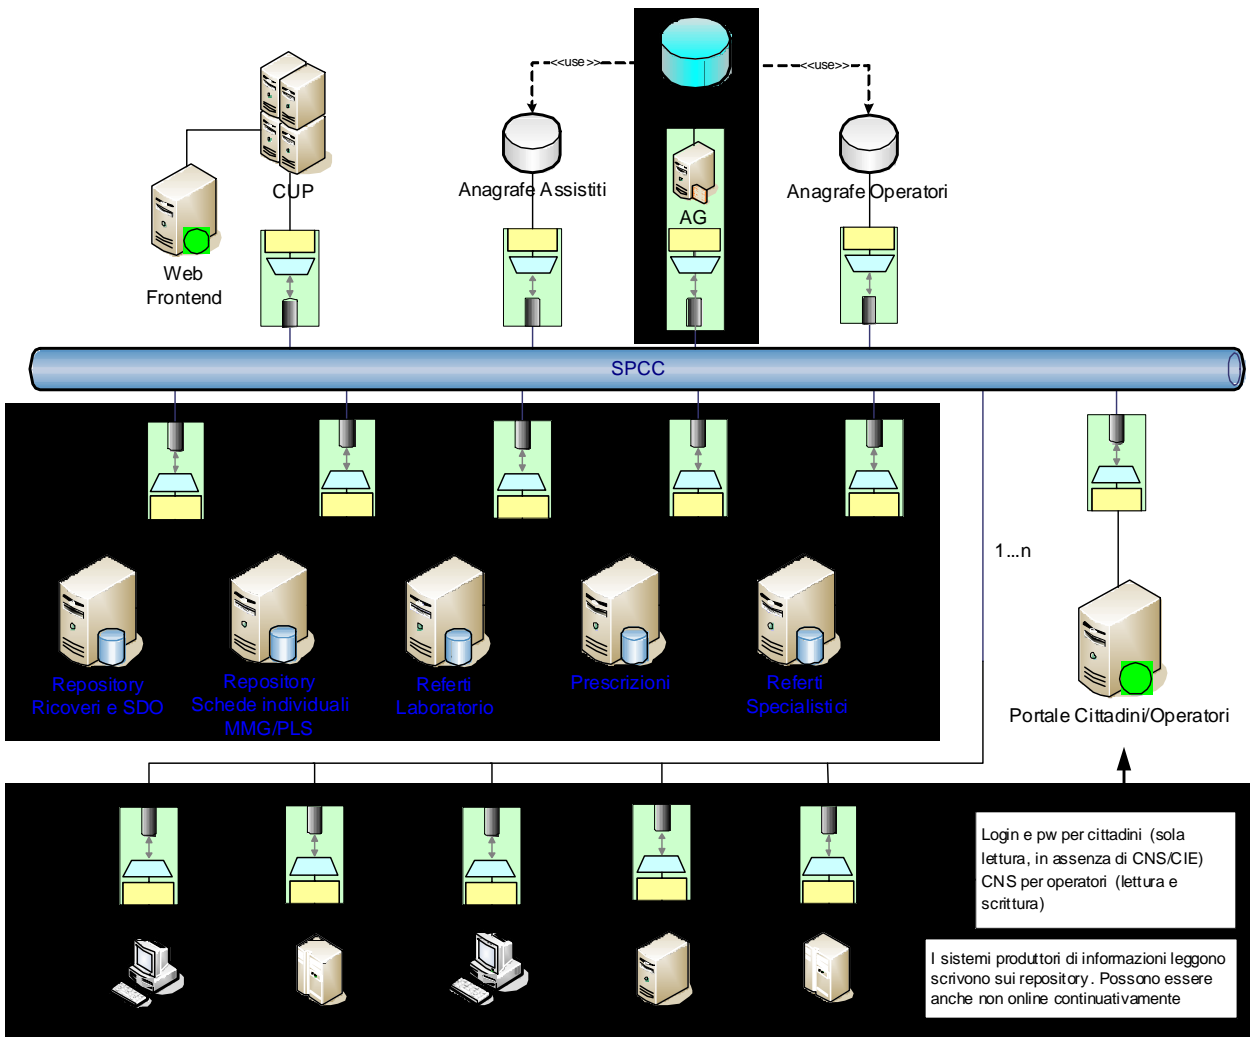 <<use>>
<<use>>
CUP
Anagrafe Assistiti
Anagrafe Operatori
AG
Web
Frontend
SPCC
1...n
Repository
Ricoveri e SDO
Repository
Schede individuali
MMG/PLS
Referti
Laboratorio
Prescrizioni
Referti
Specialistici
Portale Cittadini/Operatori
Login e pw per cittadini (sola
lettura, in assenza di CNS/CIE)
CNS per operatori (lettura e
scrittura)
I sistemi produttori di informazioni leggono
scrivono sui repository. Possono essere
anche non online continuativamente